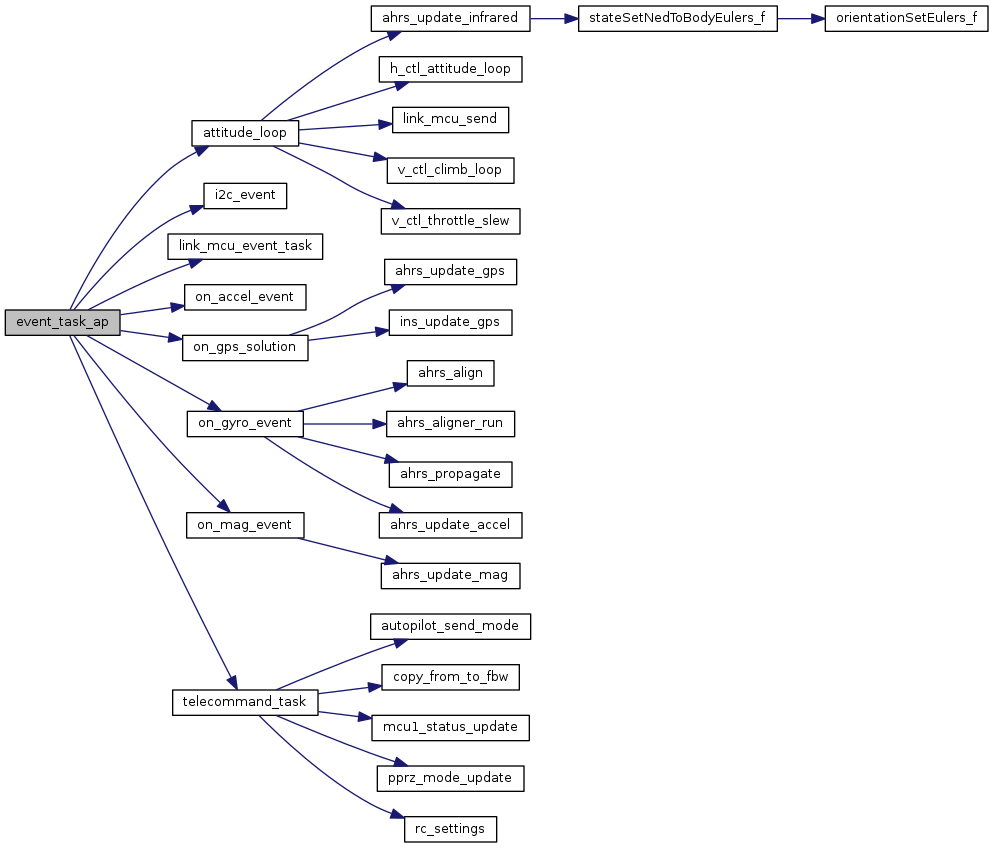 ahrs_update_infrared
stateSetNedToBodyEulers_f
orientationSetEulers_f
h_ctl_attitude_loop
link_mcu_send
attitude_loop
v_ctl_climb_loop
i2c_event
v_ctl_throttle_slew
link_mcu_event_task
ahrs_update_gps
on_accel_event
event_task_ap
ins_update_gps
on_gps_solution
ahrs_align
on_gyro_event
ahrs_aligner_run
ahrs_propagate
on_mag_event
ahrs_update_accel
ahrs_update_mag
autopilot_send_mode
copy_from_to_fbw
telecommand_task
mcu1_status_update
pprz_mode_update
rc_settings